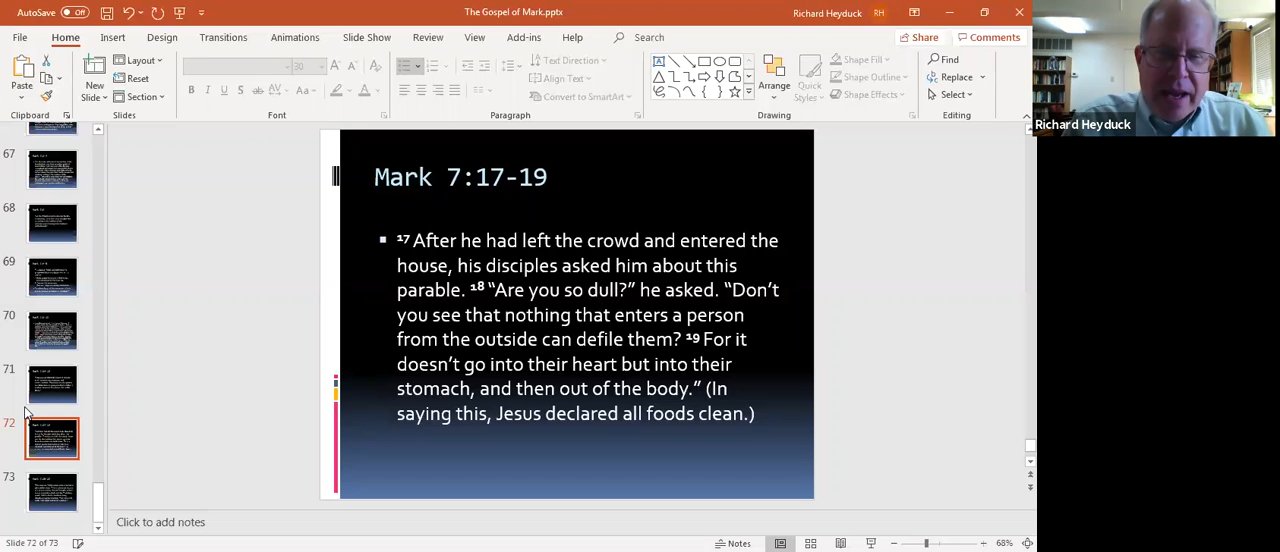 AutoSave Off
The Gospel of Mark.pptx
Richard Heyduck RH
File Home Insert Design Transitions Animations Slide Show Review View Add-ins Help Search Share Comments
Paste
Clipboard
New
Slide
Layout
Reset
Section
Slides
30
B I U S ab AV Aa A
Font
Text Direction
Align Text
Convert to SmartArt
Paragraph
Arrange
Quick
Styles
Shape Fill
Shape Outline
Shape Effects
Drawing
Find
Replace
Select
Editing
Richard Heyduck
67
68
69
70
71
72
73
Mark 7:17-19
17 After he had left the crowd and entered the
house, his disciples asked him about this
parable. 18 “Are you so dull?” he asked. “Don’t
you see that nothing that enters a person
from the outside can defile them? 19 For it
doesn’t go into their heart but into their
stomach, and then out of the body.” (In
saying this, Jesus declared all foods clean.)
Click to add notes
Slide 72 of 73
Notes
68%